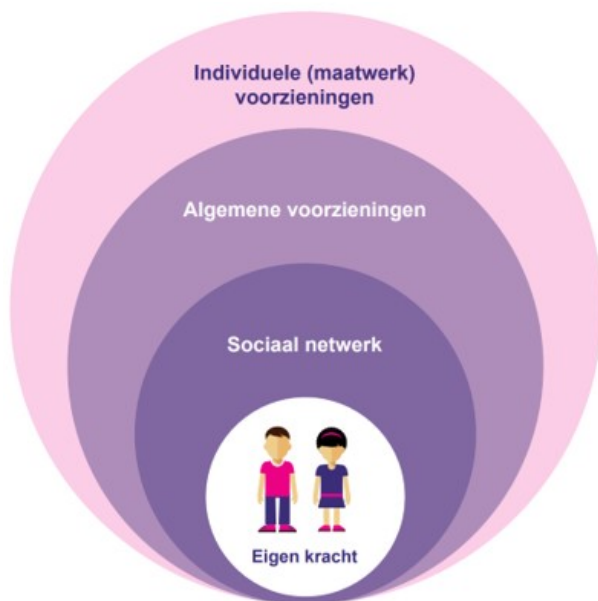 Individuele (maatwerk)
voorzieningen
Algemene voorzieningen
Sociaal netwerk
Eigen kracht